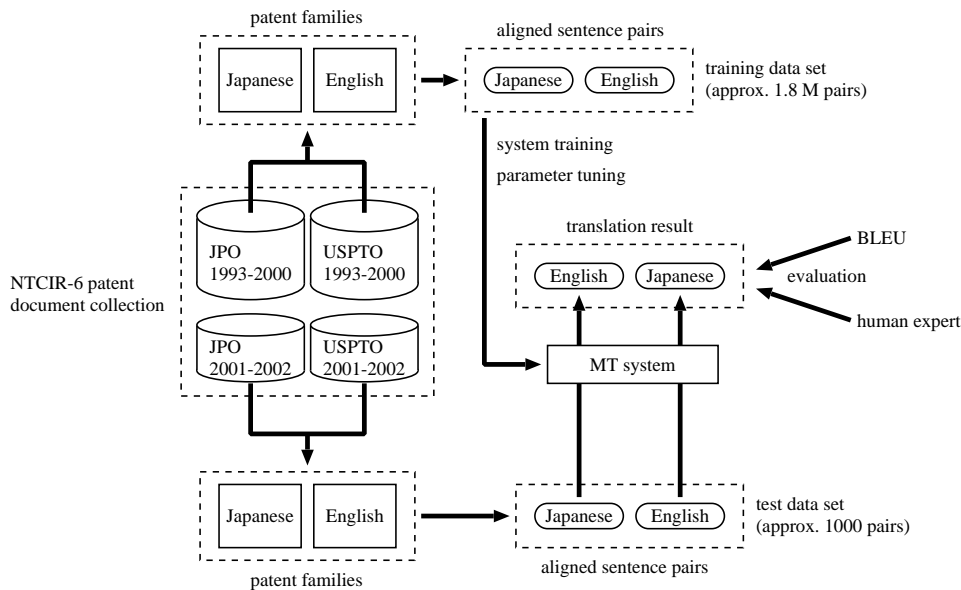 patent families
Japanese
English
aligned sentence pairs
Japanese
English
training data set
(approx. 1.8 M pairs)
system training
parameter tuning
NTCIR-6 patent
document collection
JPO
1993-2000
USPTO
1993-2000
JPO
2001-2002
USPTO
2001-2002
translation result
English
Japanese
BLEU
evaluation
human expert
MT system
Japanese
English
patent families
Japanese
English
aligned sentence pairs
test data set
(approx. 1000 pairs)